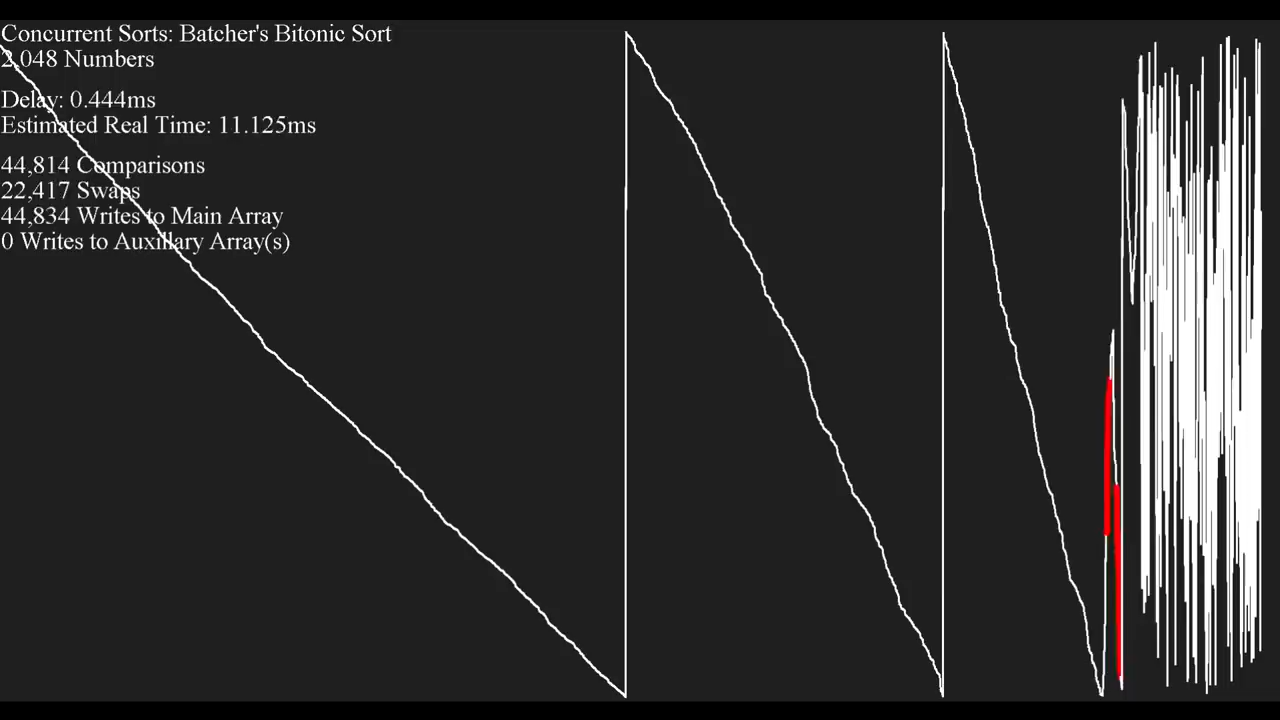 Concurrent Sorts: Batcher's Bitonic Sort
2,048 Numbers
Delay: 0.444ms
Estimated Real Time: 11.125ms
44,814 Comparisons
22,417 Swaps
44,834 Writes to Main Array
0 Writes to Auxillary Array(s)